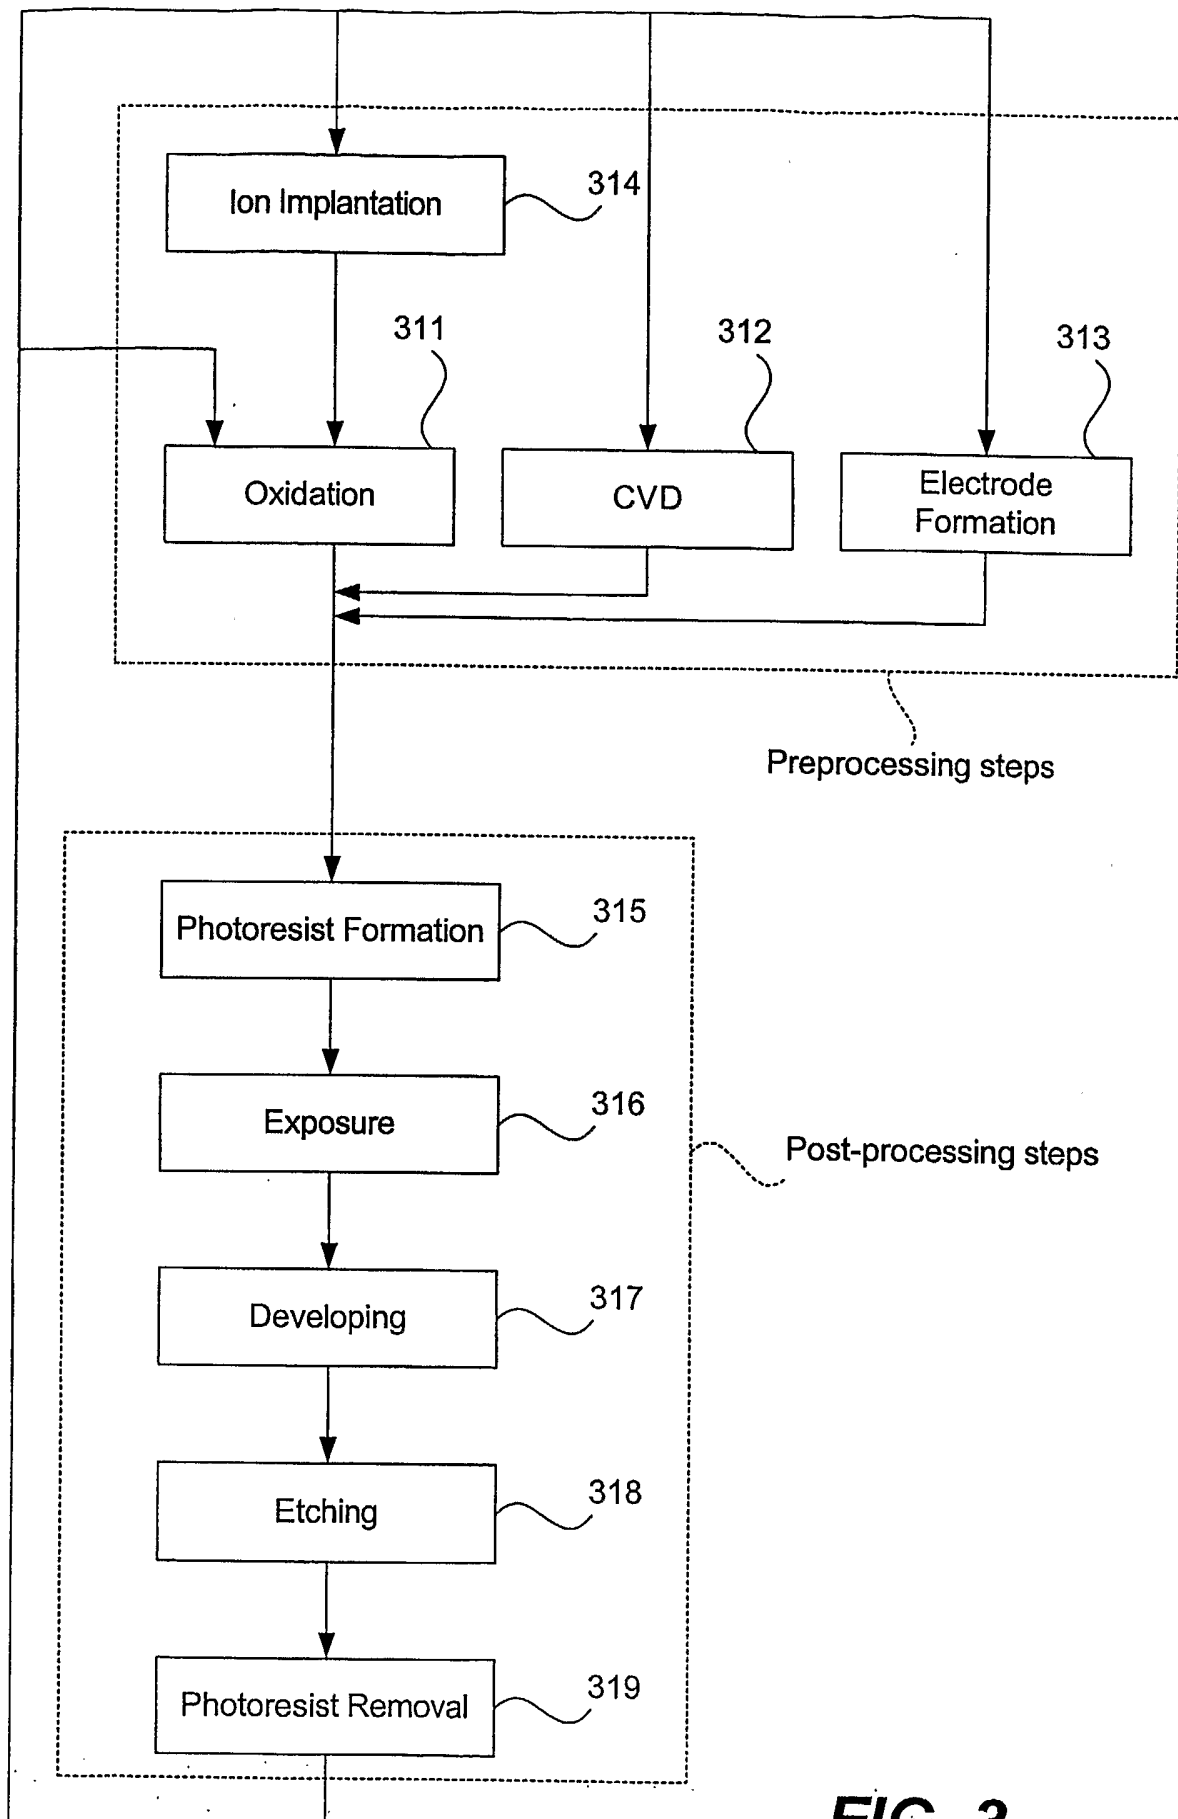 Ion Implantation
314
311
312
313
Oxidation
CVD
Electrode
Formation
Preprocessing steps
Photoresist Formation
315
Exposure
316
Post-processing steps
Developing
317
Etching
318
Photoresist Removal
319
FIG.